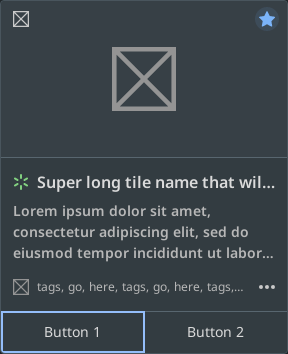 Super long tile name that wil...
Lorem ipsum dolor sit amet,
consectetur adipiscing elit, sed do
eiusmod tempor incididunt ut labor...
tags, go, here, tags, go, here, tags,...
Button 1
Button 2